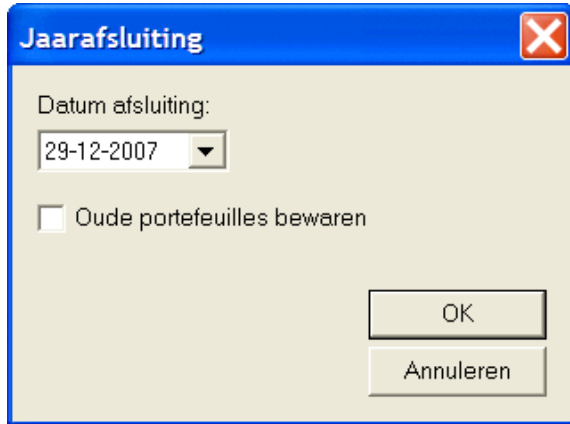 Jaarafsluiting
Datum afsluiting:
29-12-2007
Oude portefeuilles bewaren
OK
Annuleren